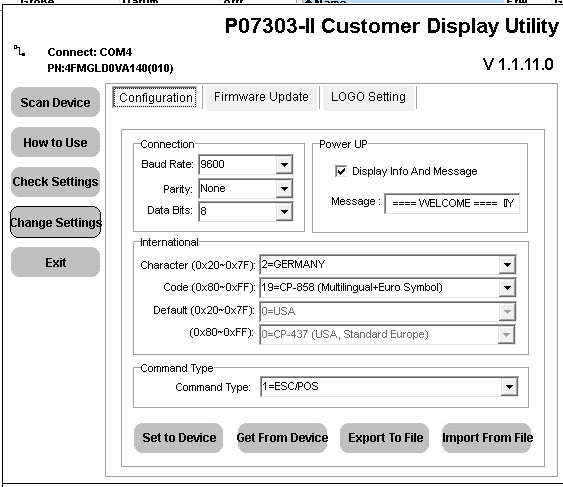 P07303-II Customer Display Utility
Connect: COM4
PN:4FMGLD0VA140(010)
V 1.1.11.0
Scan Device
How to Use
Check Settings
Change Settings
Exit
Configuration
Firmware Update
LOGO Setting
Connection
Baud Rate: 9600
Parity: None
Data Bits: 8
Power UP
Display Info And Message
Message : ==== WELCOME ====
International
Character (0x20~0x7F): 2=GERMANY
Code (0x80~0xFF): 19=CP-858 (Multilingual+Euro Symbol)
Default (0x20~0x7F): 0=USA
(0x80~0xFF): 0=CP-437 (USA, Standard Europe)
Command Type
Command Type: 1=ESC/POS
Set to Device
Get From Device
Export To File
Import From File